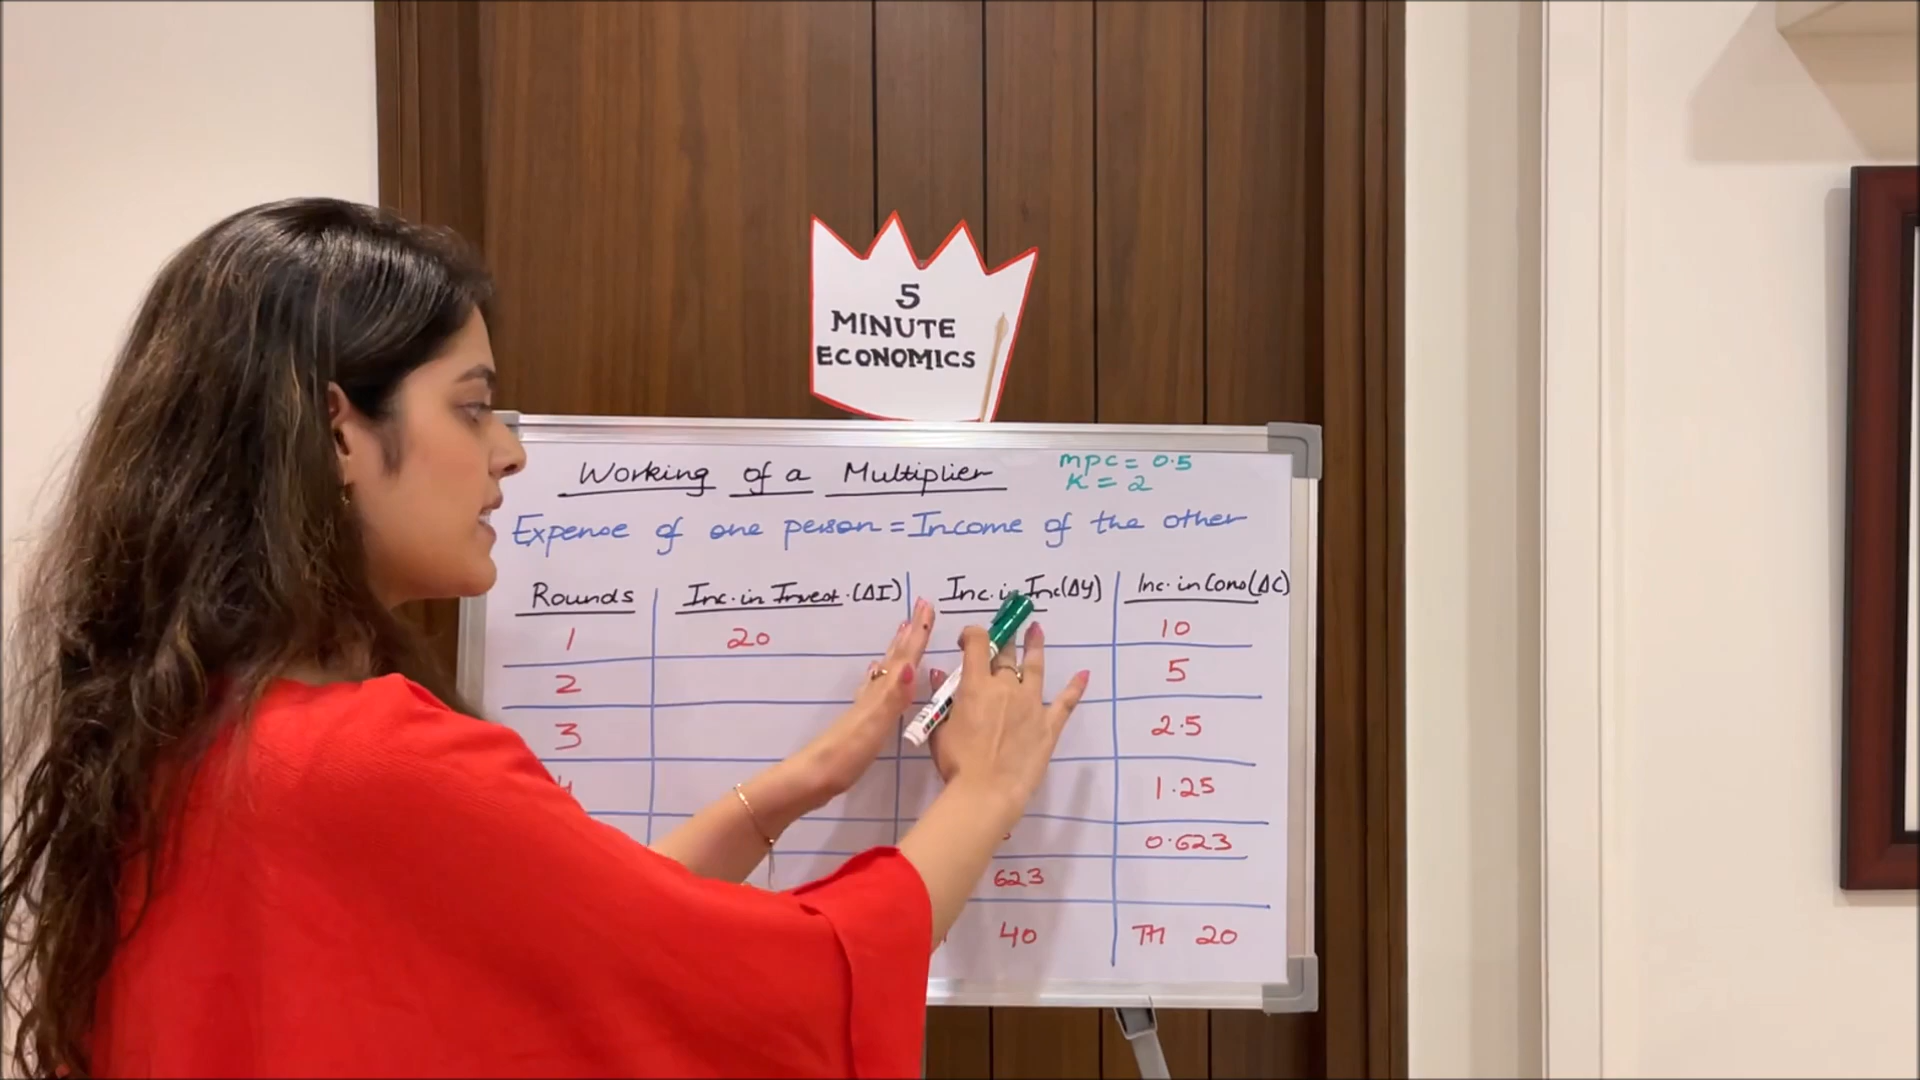 5
MINUTE
ECONOMICS
Working of a Multiplier
mpc = 0.5
K = 2
Expense of one person = Income of the other
Rounds Inc. in Invest. (ΔI) Inc. in Inc (ΔY) Inc. in Cons (ΔC)
1 20 10
2 5
3 2.5
4 1.25
0.623
623
40 20